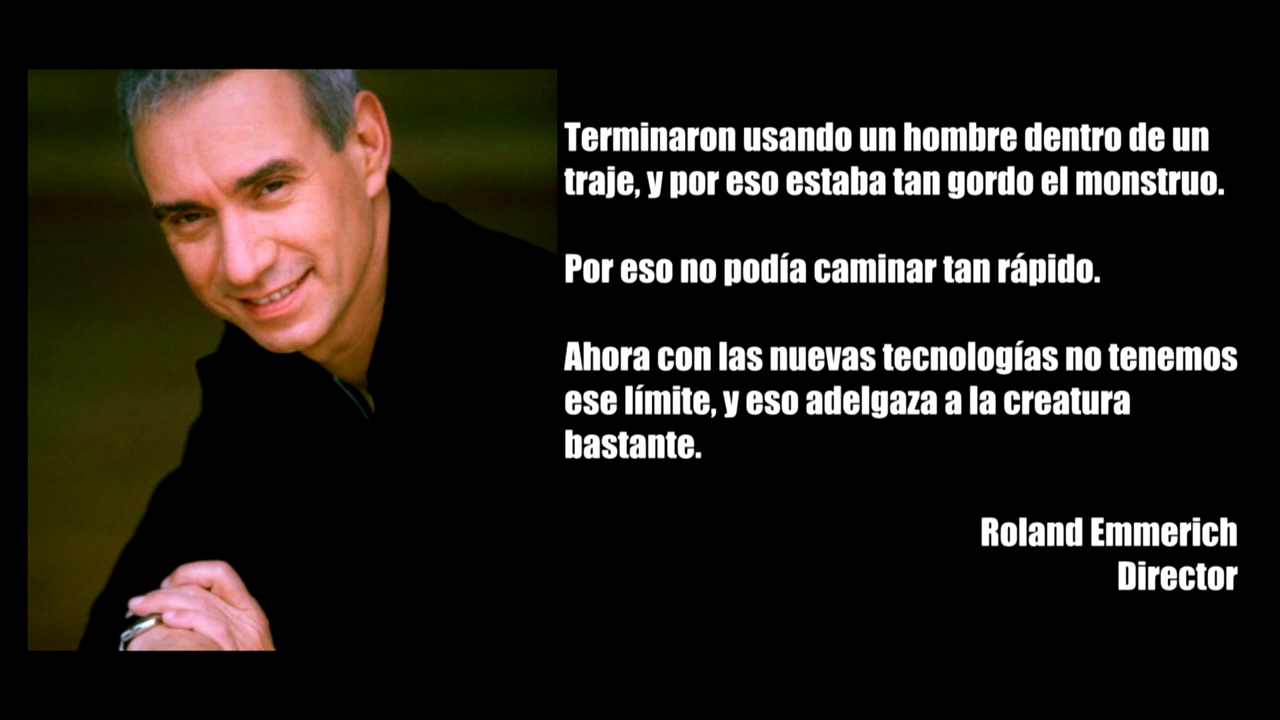 Terminaron usando un hombre dentro de un
traje, y por eso estaba tan gordo el monstruo.
Por eso no podía caminar tan rápido.
Ahora con las nuevas tecnologías no tenemos
ese límite, y eso adelgaza a la creatura
bastante.
Roland Emmerich
Director